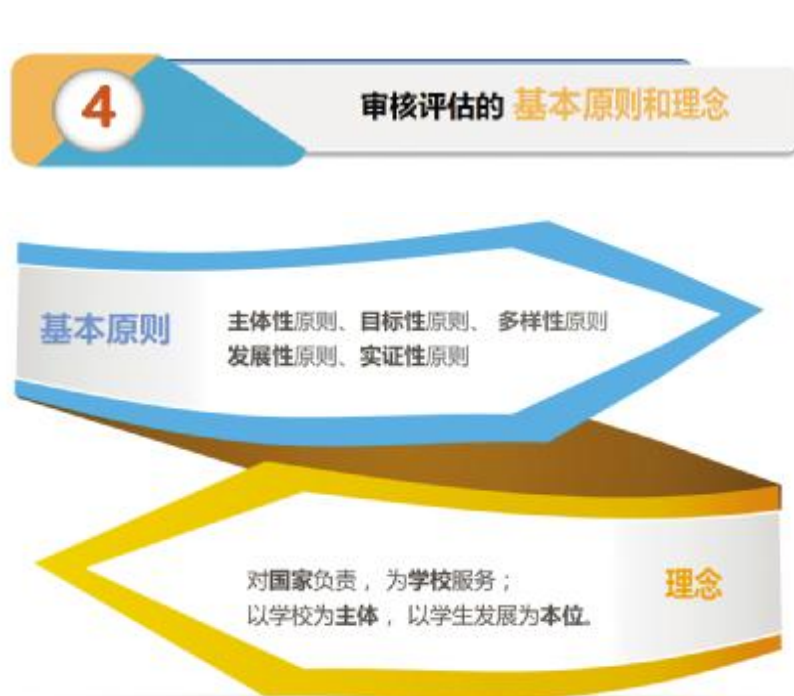 4
审核评估的 基本原则和理念
基本原则
主体性原则、目标性原则、 多样性原则
发展性原则、实证性原则
对国家负责 ，为学校服务；
以学校为主体 ，以学生发展为本位。
理念